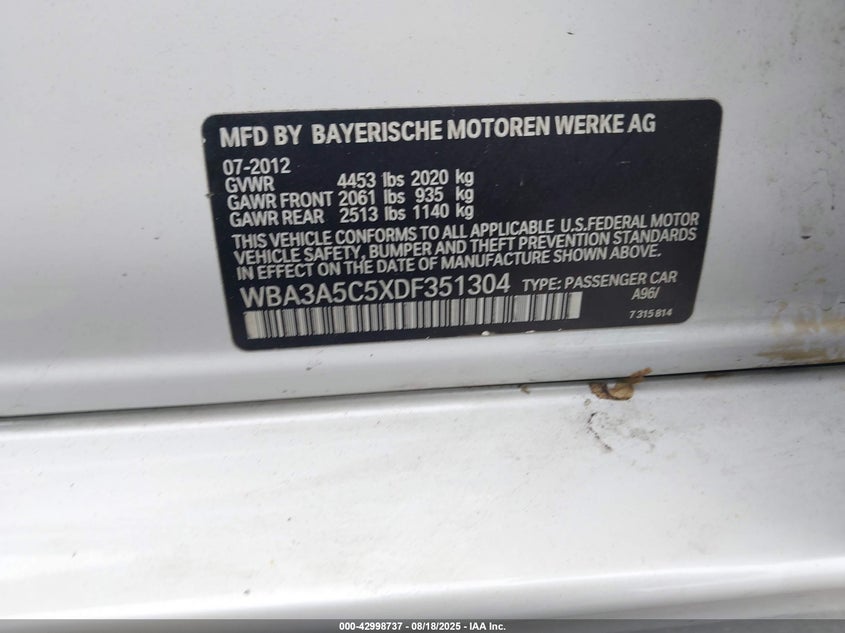 MFD BY BAYERISCHE MOTOREN WERKE AG
07-2012
GVWR 4453 lbs 2020 kg
GAWR FRONT 2061 lbs 935 kg
GAWR REAR 2513 lbs 1140 kg
THIS VEHICLE CONFORMS TO ALL APPLICABLE U.S.FEDERAL MOTOR
VEHICLE SAFETY, BUMPER AND THEFT PREVENTION STANDARDS
IN EFFECT ON THE DATE OF MANUFACTURE SHOWN ABOVE.
WBA3A5C5XDF351304 TYPE: PASSENGER CAR
A96/
7 315 814
000-42998737 - 08/18/2025 - IAA Inc.